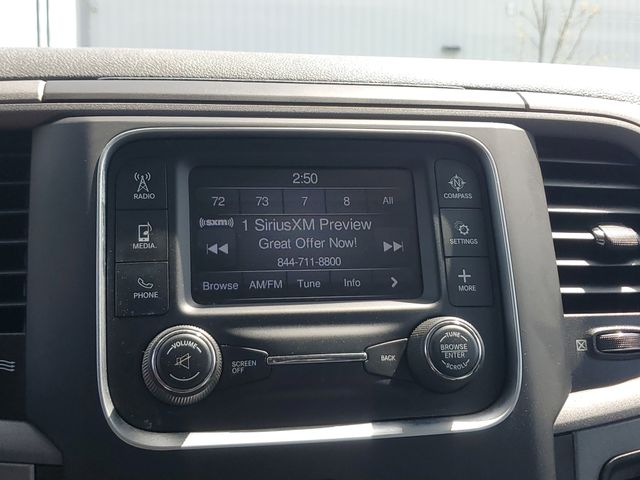 2:50
72 73 7 8 All
((sxm)) 1 SiriusXM Preview
Great Offer Now!
844-711-8800
Browse AM/FM Tune Info >
RADIO
MEDIA
PHONE
COMPASS
N
SETTINGS
+
MORE
VOLUME
SCREEN
OFF
BACK
TUNE
BROWSE
ENTER
SCROLL